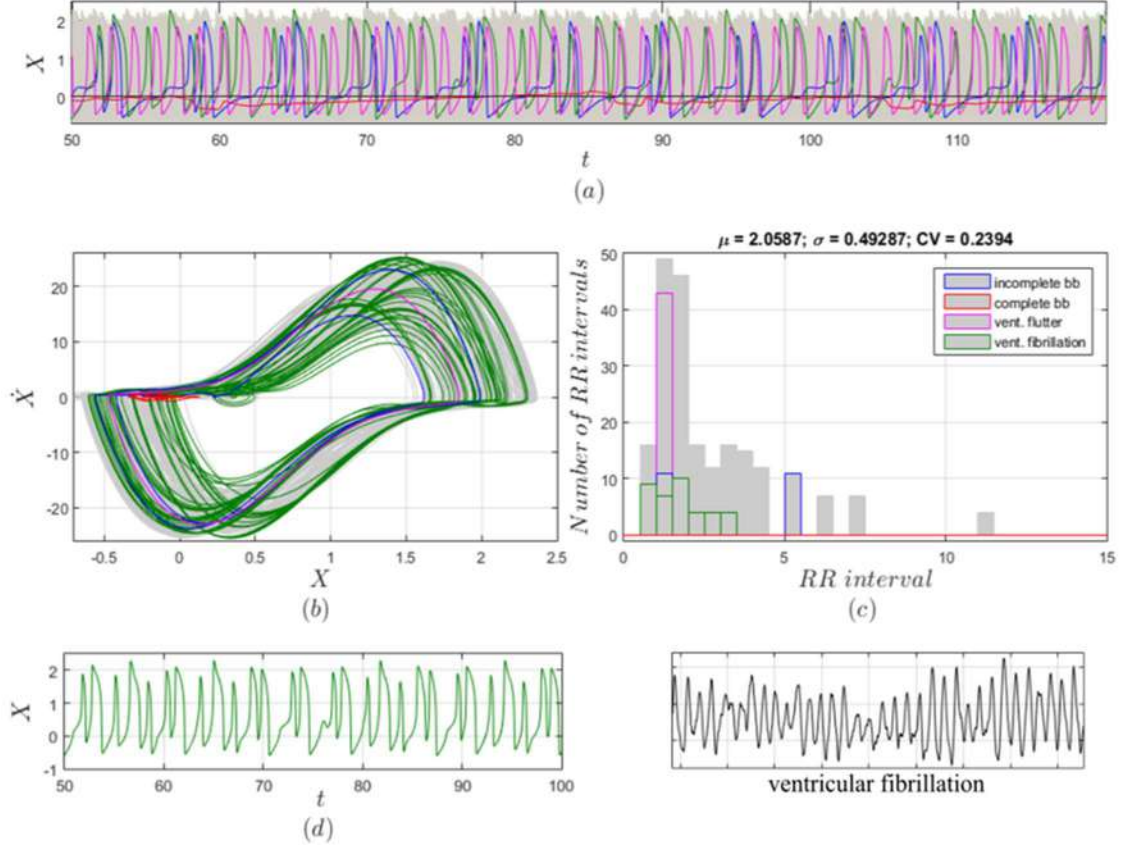 2
1
0
X
50 60 70 80 90 100 110
t
(a)
20
10
0
-10
-20
Ẋ
-0.5 0 0.5 1 1.5 2 2.5
X
(b)
μ = 2.0587; σ = 0.49287; CV = 0.2394
50
40
30
20
10
0
Number of RR intervals
incomplete bb
complete bb
vent. flutter
vent. fibrillation
0 5 10 15
RR interval
(c)
2
1
0
-1
X
50 60 70 80 90 100
t
(d)
ventricular fibrillation